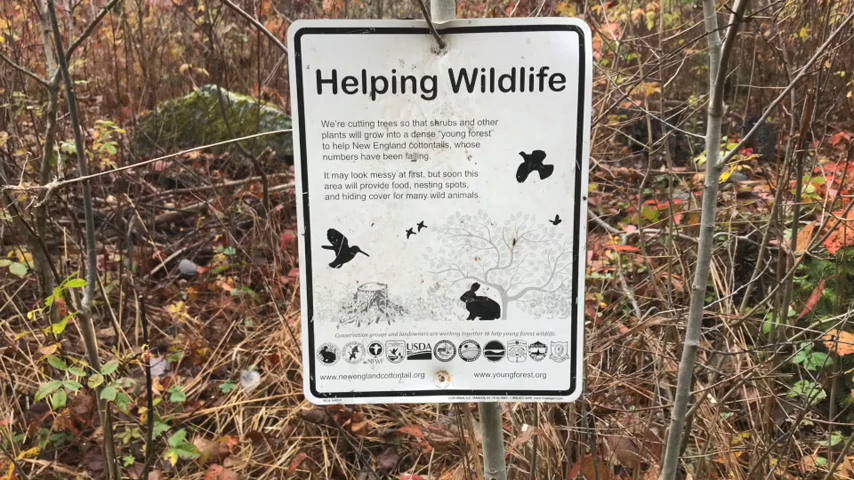 Helping Wildlife
We're cutting trees so that shrubs and other
plants will grow into a dense "young forest"
to help New England cottontails, whose
numbers have been falling.
It may look messy at first, but soon this
area will provide food, nesting spots,
and hiding cover for many wild animals.
Conservation groups and landowners are working together to help young forest wildlife.
USDA
www.newenglandcottontail.org
www.youngforest.org